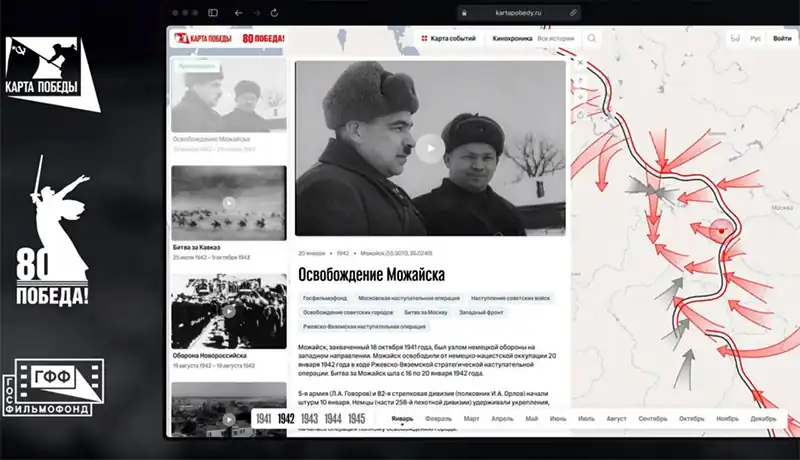 kartapobedy.ru
КАРТА ПОБЕДЫ
80 ПОБЕДА!
Карта событий
Кинохроника
Все истории
Рус
Войти
КАРТА ПОБЕДЫ
80
ПОБЕДА!
ГФФ
ГОС
ФИЛЬМОФОНД
Освобождение Можайска
Битва за Кавказ
25 июля 1942 – 9 октября 1943
Оборона Новороссийска
19 августа 1942 – 19 августа 1942
20 января • 1942 • Можайск (55.5070, 36.0240)
Освобождение Можайска
Госфильмофонд
Московская наступательная операция
Наступление советских войск
Освобождение советских городов
Битва за Москву
Западный фронт
Ржевско-Вяземская наступательная операция
Можайск, захваченный 18 октября 1941 года, был узлом немецкой обороны на
западном направлении. Можайск освободили от немецко-нацистской оккупации 20
января 1942 года в ходе Ржевско-Вяземской стратегической наступательной
операции. Битва за Можайск шла с 16 по 20 января 1942 года.
5-я армия (Л.А. Говоров) и 82-я стрелковая дивизия (полковник И.А. Орлов) начали
штурм 10 января. Немцы (части 258-й пехотной дивизии) удерживали укрепления,
Москва
1941 1942 1943 1944 1945
Январь Февраль Март Апрель Май Июнь Июль Август Сентябрь Октябрь Ноябрь Декабрь